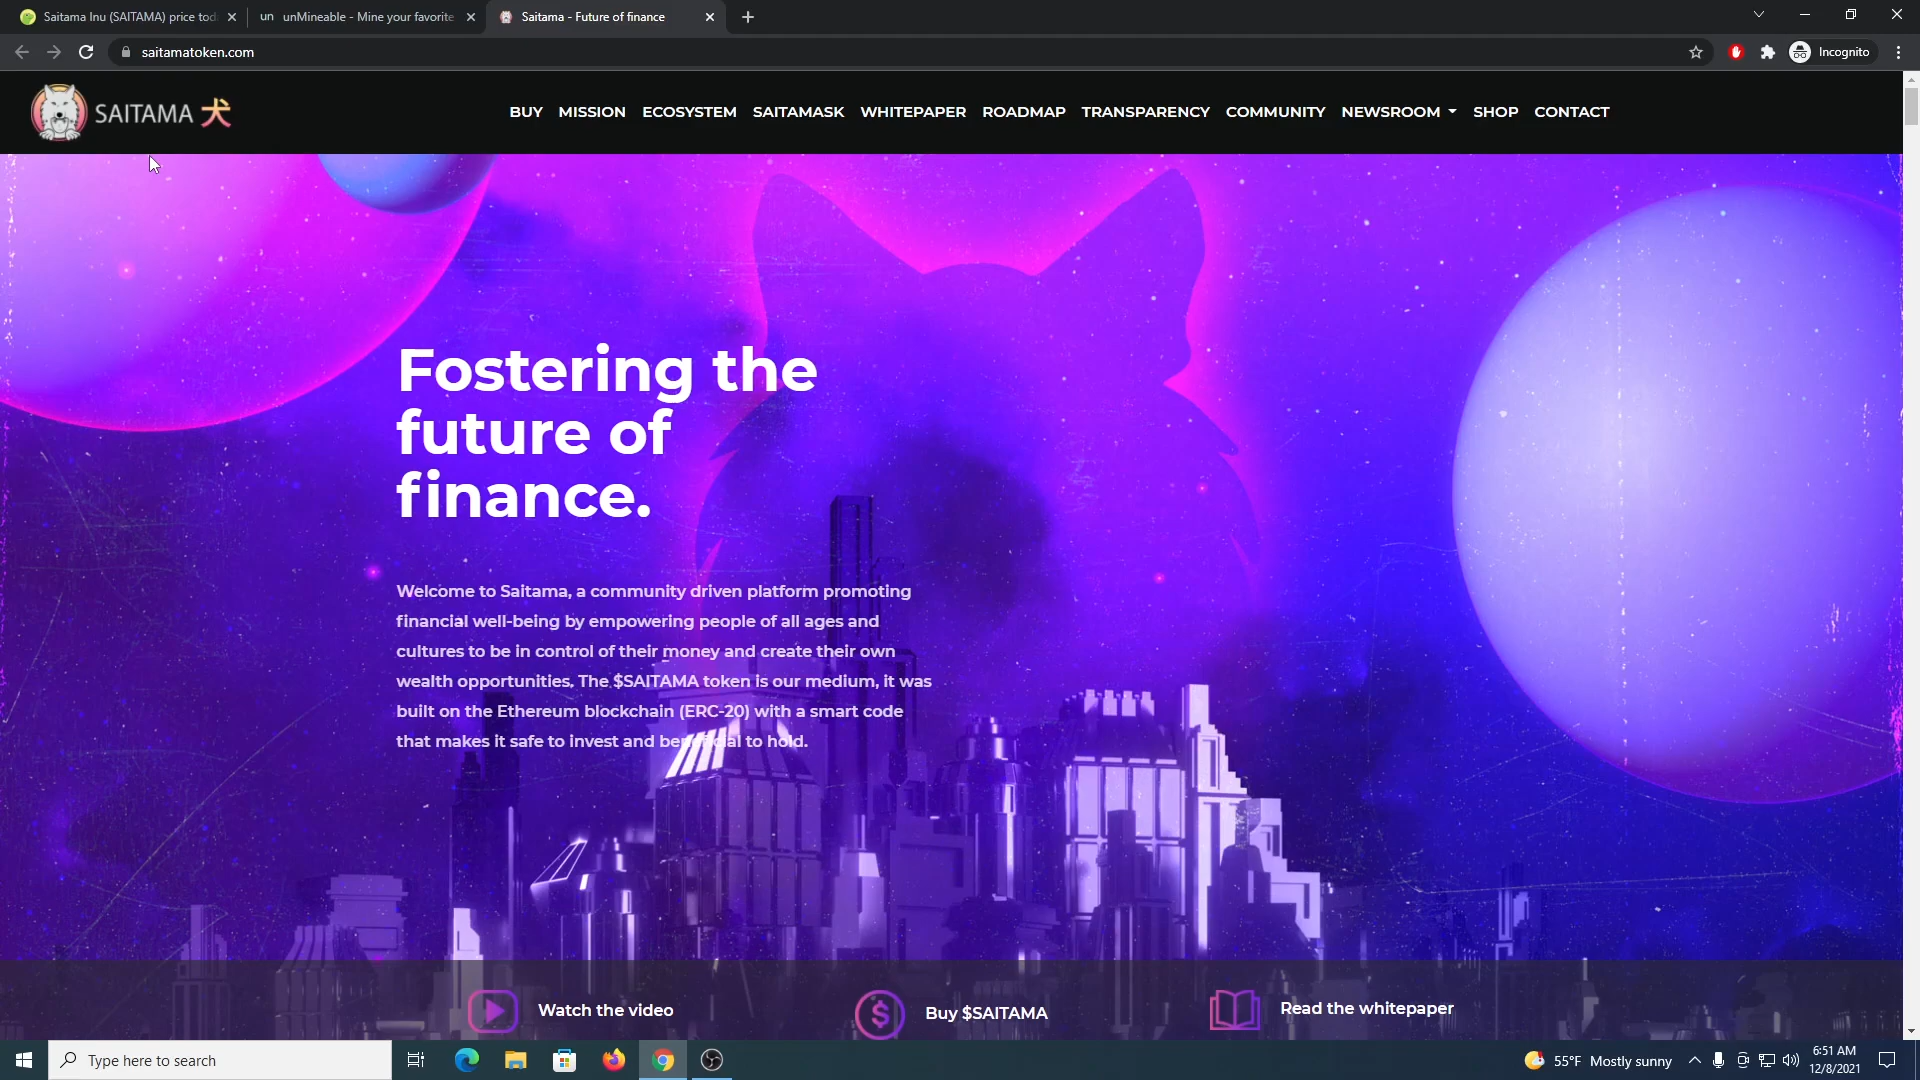 Saitama Inu (SAITAMA) price tod
un unMineable - Mine your favorite
Saitama - Future of finance
saitamatoken.com
Incognito
SAITAMA 犬
BUY MISSION ECOSYSTEM SAITAMASK WHITEPAPER ROADMAP TRANSPARENCY COMMUNITY NEWSROOM SHOP CONTACT
Fostering the
future of
finance.
Welcome to Saitama, a community driven platform promoting
financial well-being by empowering people of all ages and
cultures to be in control of their money and create their own
wealth opportunities. The $SAITAMA token is our medium, it was
built on the Ethereum blockchain (ERC-20) with a smart code
that makes it safe to invest and beneficial to hold.
Watch the video
Buy $SAITAMA
Read the whitepaper
Type here to search
55°F Mostly sunny
6:51 AM
12/8/2021